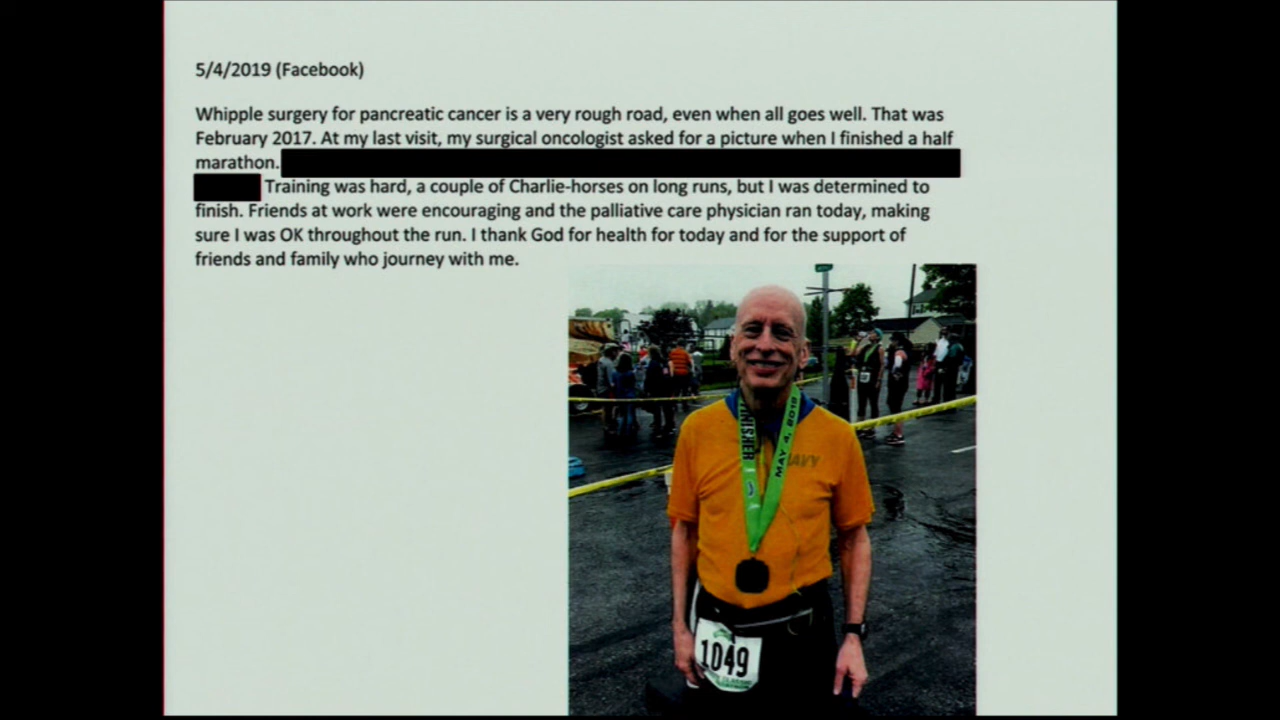 5/4/2019 (Facebook)
Whipple surgery for pancreatic cancer is a very rough road, even when all goes well. That was
February 2017. At my last visit, my surgical oncologist asked for a picture when I finished a half
marathon.
Training was hard, a couple of Charlie-horses on long runs, but I was determined to
finish. Friends at work were encouraging and the palliative care physician ran today, making
sure I was OK throughout the run. I thank God for health for today and for the support of
friends and family who journey with me.
FINISHER
MAY 4, 2019
NAVY
1049